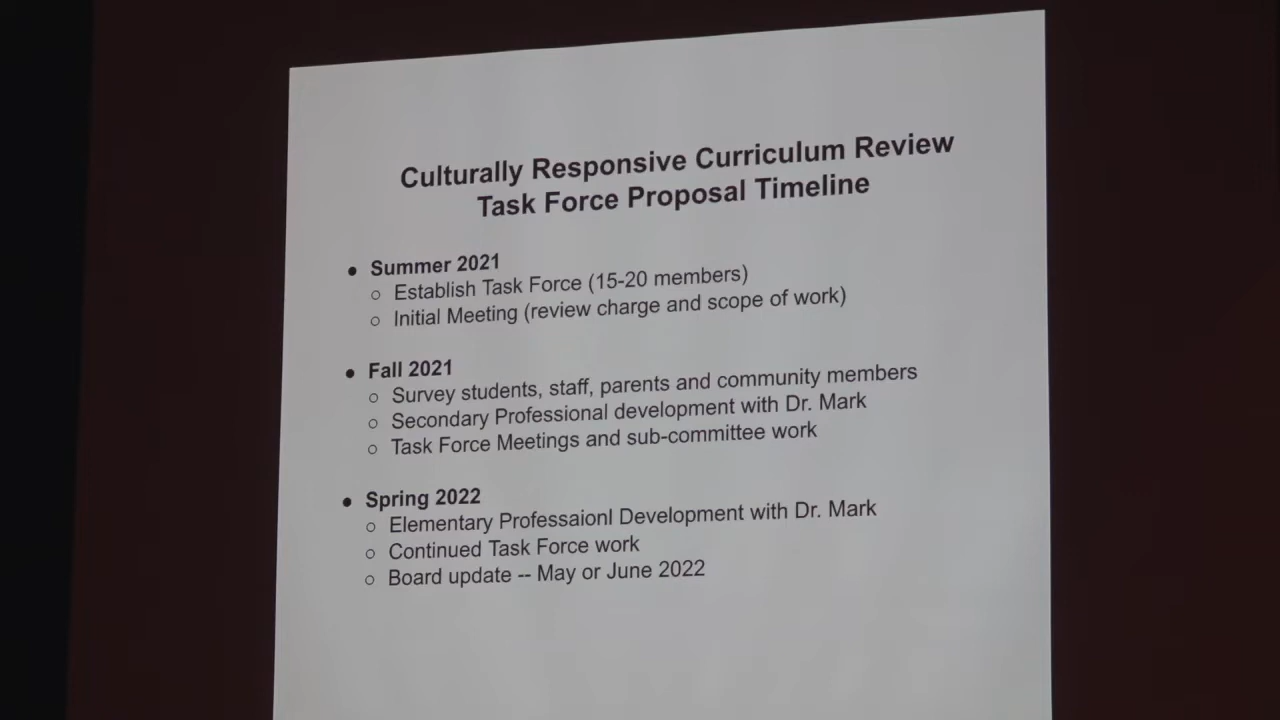 Culturally Responsive Curriculum Review
Task Force Proposal Timeline
● Summer 2021
○ Establish Task Force (15-20 members)
○ Initial Meeting (review charge and scope of work)
● Fall 2021
○ Survey students, staff, parents and community members
○ Secondary Professional development with Dr. Mark
○ Task Force Meetings and sub-committee work
● Spring 2022
○ Elementary Professaionl Development with Dr. Mark
○ Continued Task Force work
○ Board update -- May or June 2022